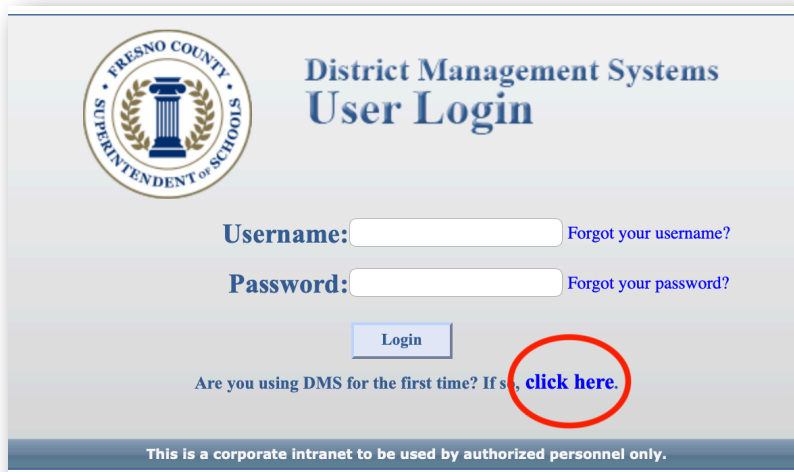 FRESNO COUNTY
SUPERINTENDENT OF SCHOOLS
District Management Systems
User Login
Username: Forgot your username?
Password: Forgot your password?
Login
Are you using DMS for the first time? If so, click here.
This is a corporate intranet to be used by authorized personnel only.